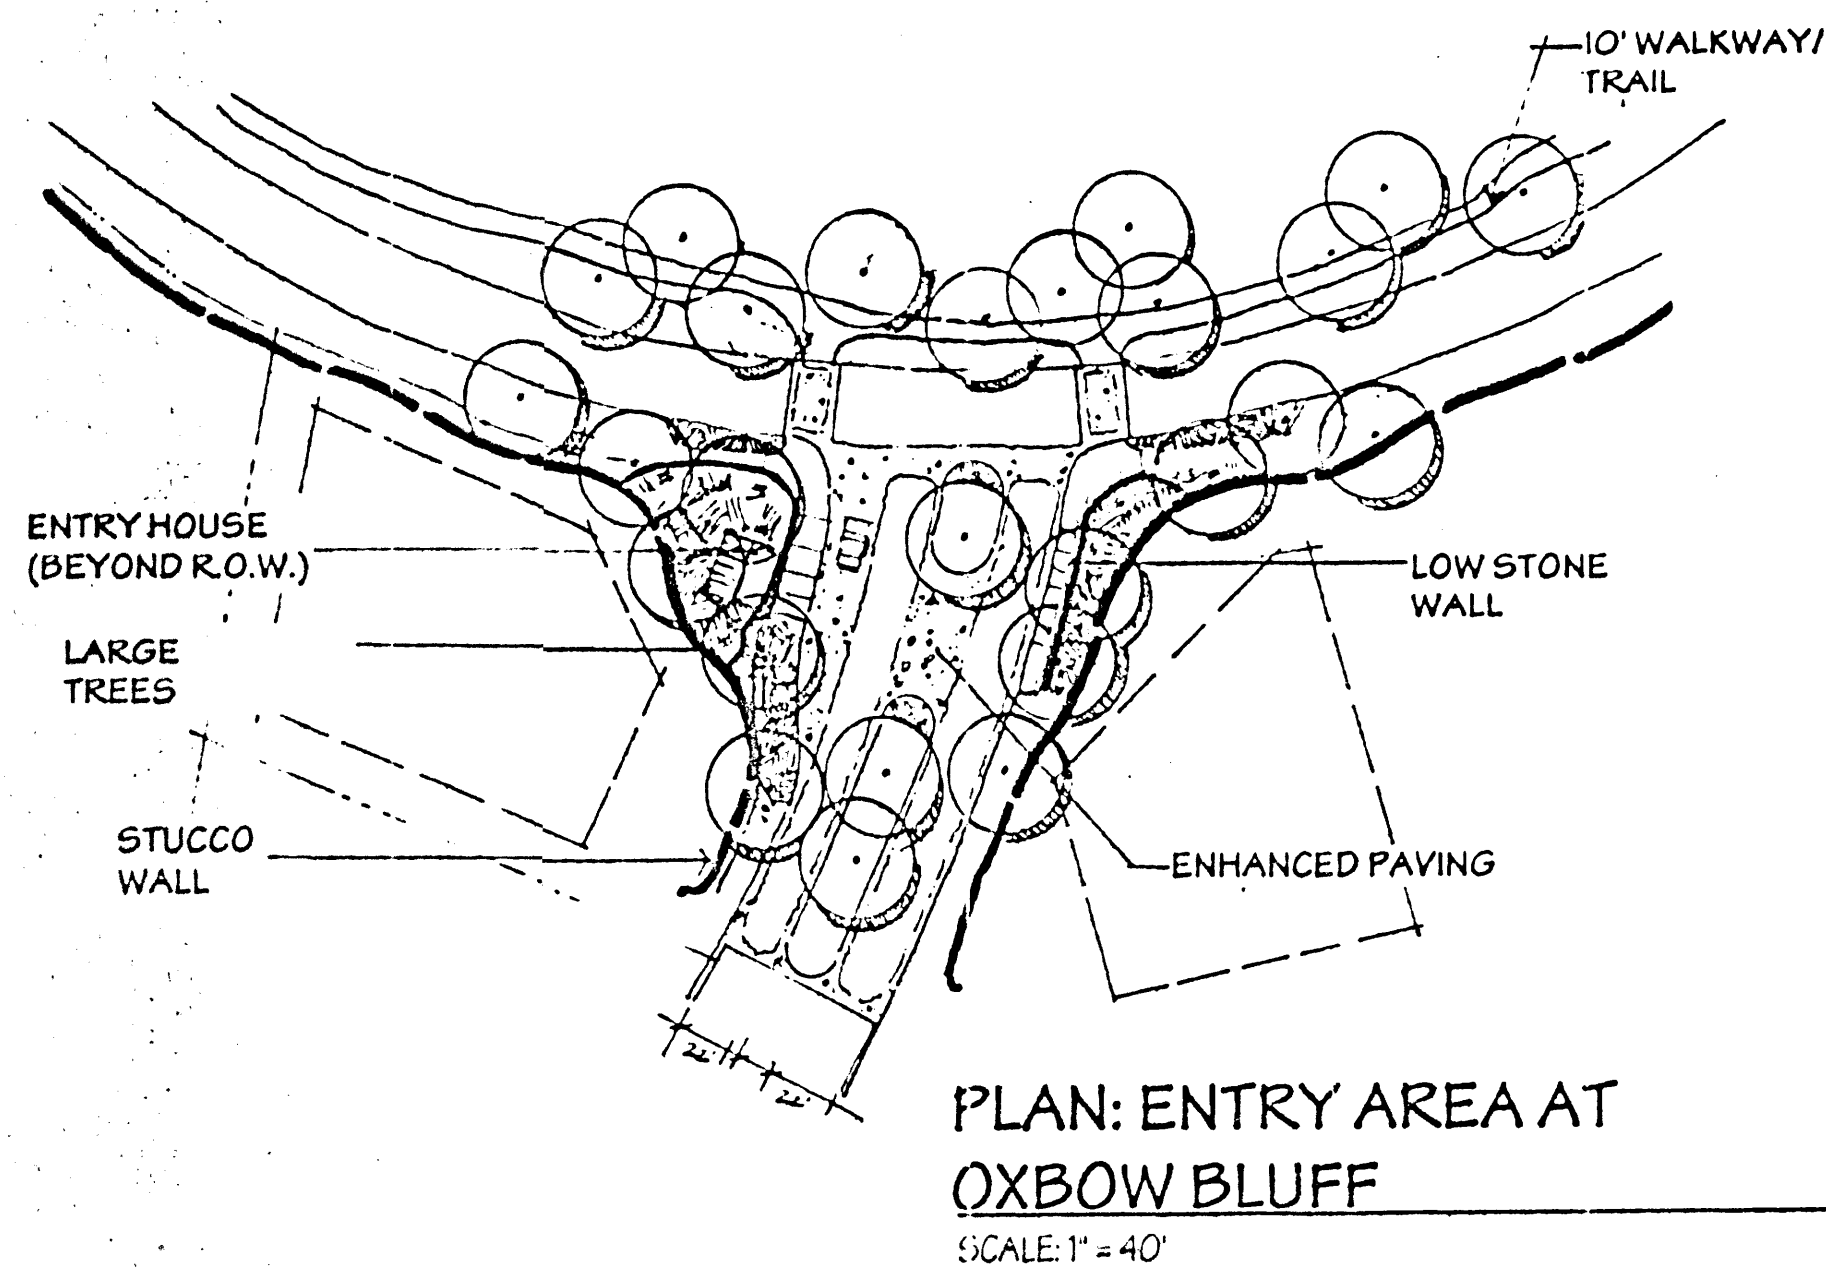 10' WALKWAY/
TRAIL
ENTRY HOUSE
(BEYOND R.O.W.)
LOW STONE
WALL
LARGE
TREES
STUCCO
WALL
ENHANCED PAVING
22'
22'
PLAN: ENTRY AREA AT
OXBOW BLUFF
SCALE: 1" = 40'